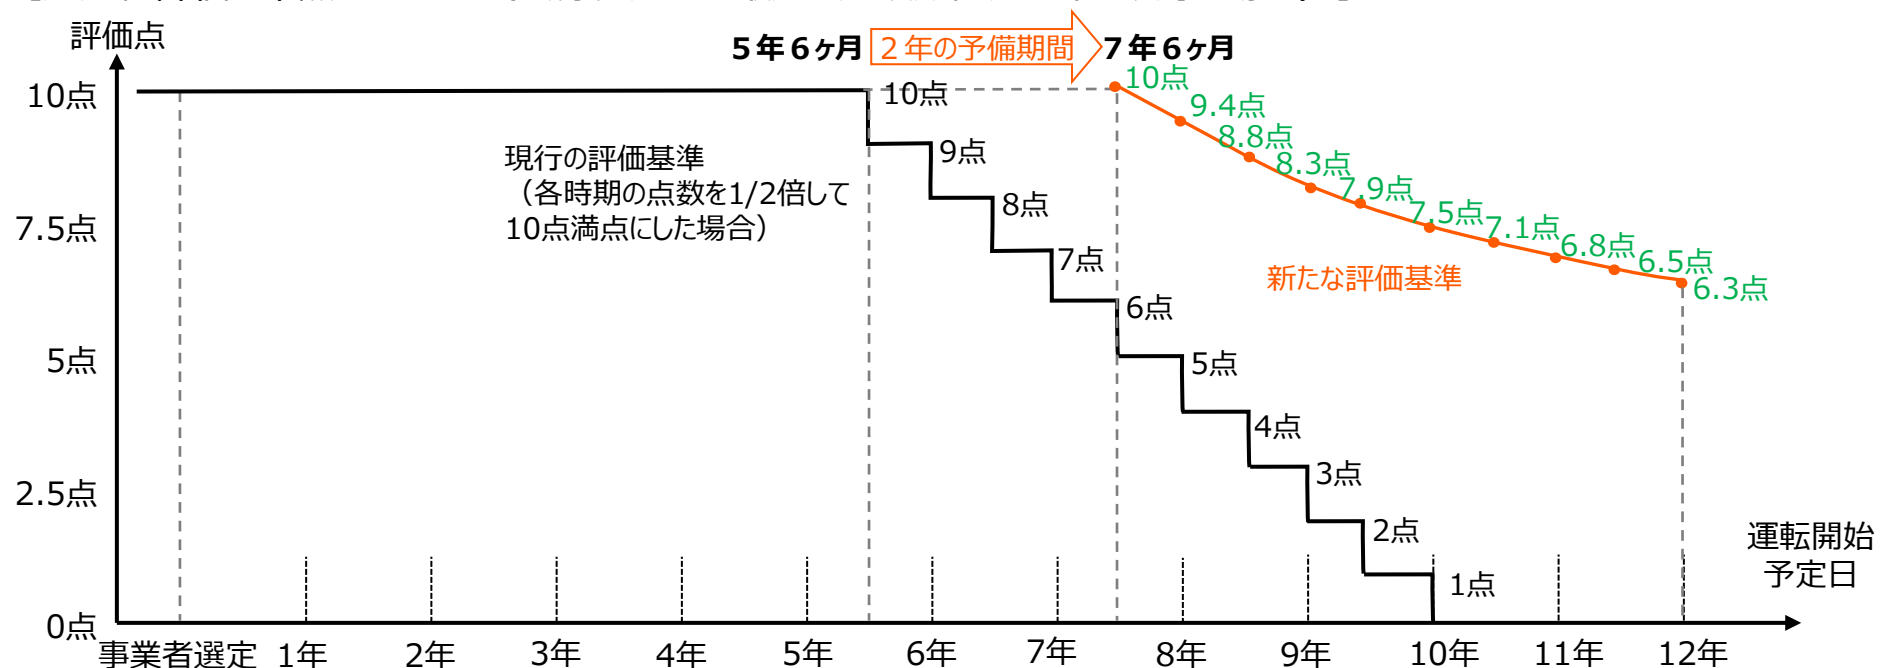 評価点
5年6ヶ月
2年の予備期間
7年6ヶ月
10点
7.5点
5点
2.5点
0点
現行の評価基準
（各時期の点数を1/2倍して
10点満点にした場合）
10点
9点
8点
7点
6点
5点
4点
3点
2点
1点
10点
9.4点
8.8点
8.3点
7.9点
7.5点
7.1点
6.8点
6.5点
6.3点
新たな評価基準
運転開始
予定日
事業者選定
1年
2年
3年
4年
5年
6年
7年
8年
9年
10年
11年
12年